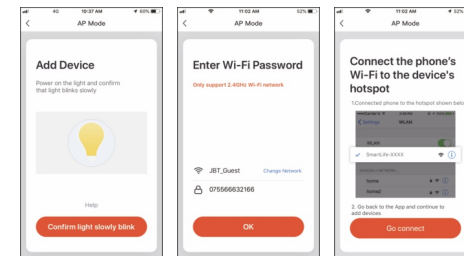 4G 10:37 AM 60%
AP Mode
Add Device
Power on the light and confirm
that light blinks slowly
Help
Confirm light slowly blink
11:02 AM 52%
AP Mode
Enter Wi-Fi Password
Only support 2.4GHz Wi-Fi network
JBT_Guest Change Network
075566632166
OK
11:02 AM 52%
AP Mode
Connect the phone's
Wi-Fi to the device's
hotspot
1.Connected phone to the hotspot shown below
Settings WLAN
WLAN
SmartLife-XXXX
home
home2
2. Go back to the App and continue to
add devices
Go connect